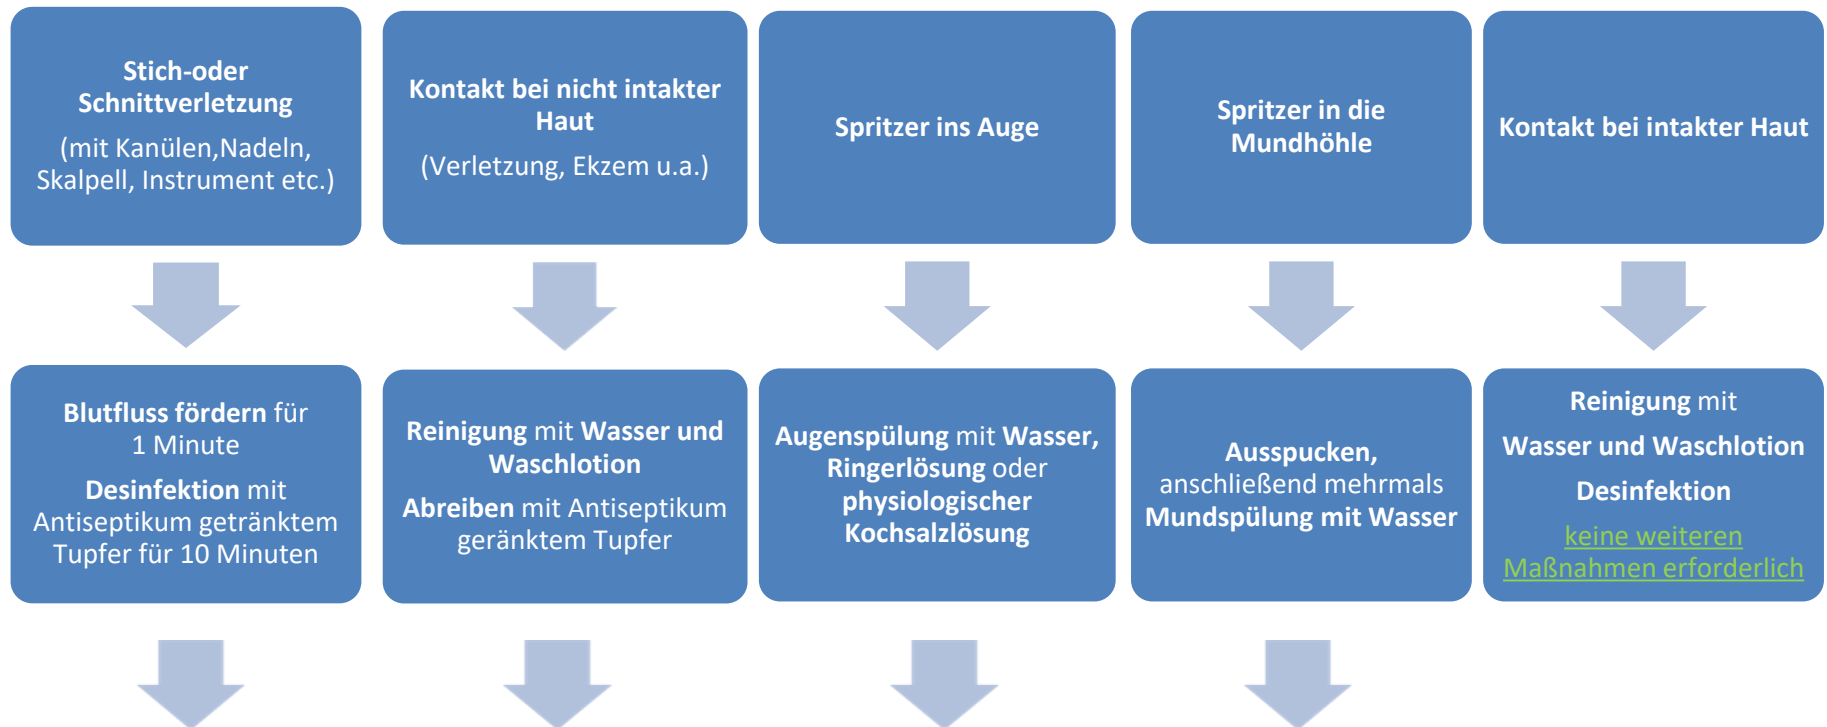 Stich-oder
Schnittverletzung
(mit Kanülen,Nadeln,
Skalpell, Instrument etc.)
Kontakt bei nicht intakter
Haut
(Verletzung, Ekzem u.a.)
Spritzer ins Auge
Spritzer in die
Mundhöhle
Kontakt bei intakter Haut
Blutfluss fördern für
1 Minute
Desinfektion mit
Antiseptikum getränktem
Tupfer für 10 Minuten
Reinigung mit Wasser und
Waschlotion
Abreiben mit Antiseptikum
geränktem Tupfer
Augenspülung mit Wasser,
Ringerlösung oder
physiologischer
Kochsalzlösung
Ausspucken,
anschließend mehrmals
Mundspülung mit Wasser
Reinigung mit
Wasser und Waschlotion
Desinfektion
keine weiteren
Maßnahmen erforderlich